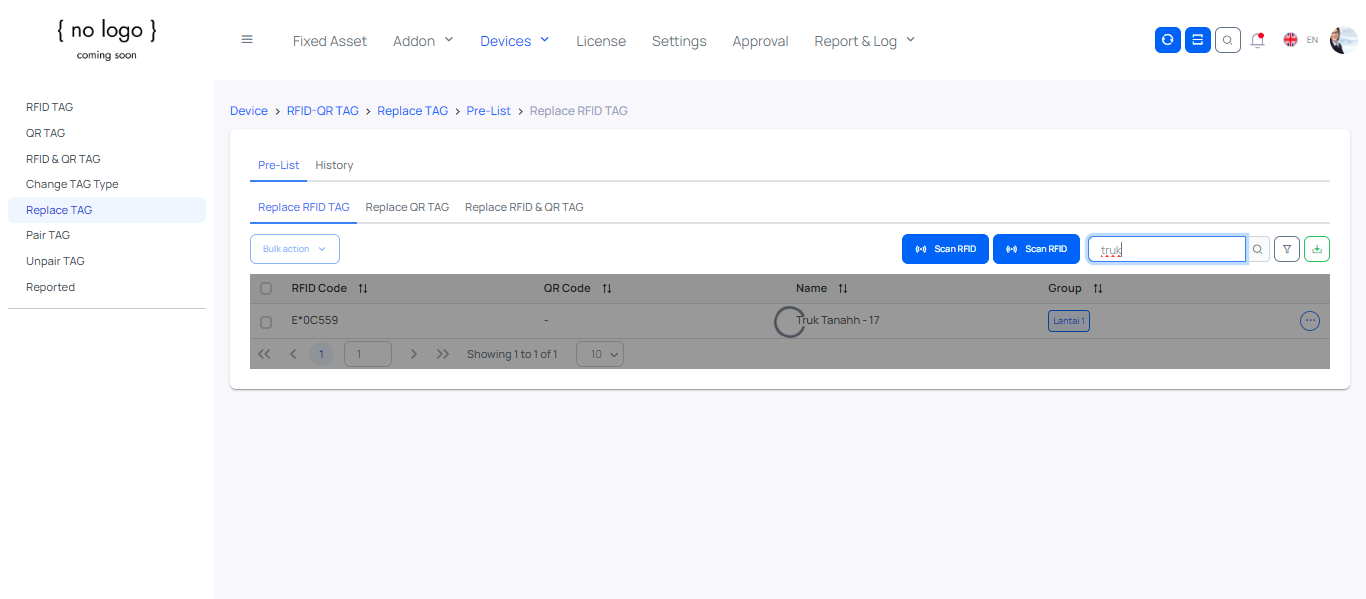 { no logo }
coming soon
Fixed Asset Addon Devices License Settings Approval Report & Log EN
RFID TAG
QR TAG
RFID & QR TAG
Change TAG Type
Replace TAG
Pair TAG
Unpair TAG
Reported
Device > RFID-QR TAG > Replace TAG > Pre-List > Replace RFID TAG
Pre-List History
Replace RFID TAG Replace QR TAG Replace RFID & QR TAG
Bulk action Scan RFID Scan RFID truk
RFID Code QR Code Name Group
E*0C559 - Truk Tanahh - 17 Lantai 1
1 1 Showing 1 to 1 of 1 10